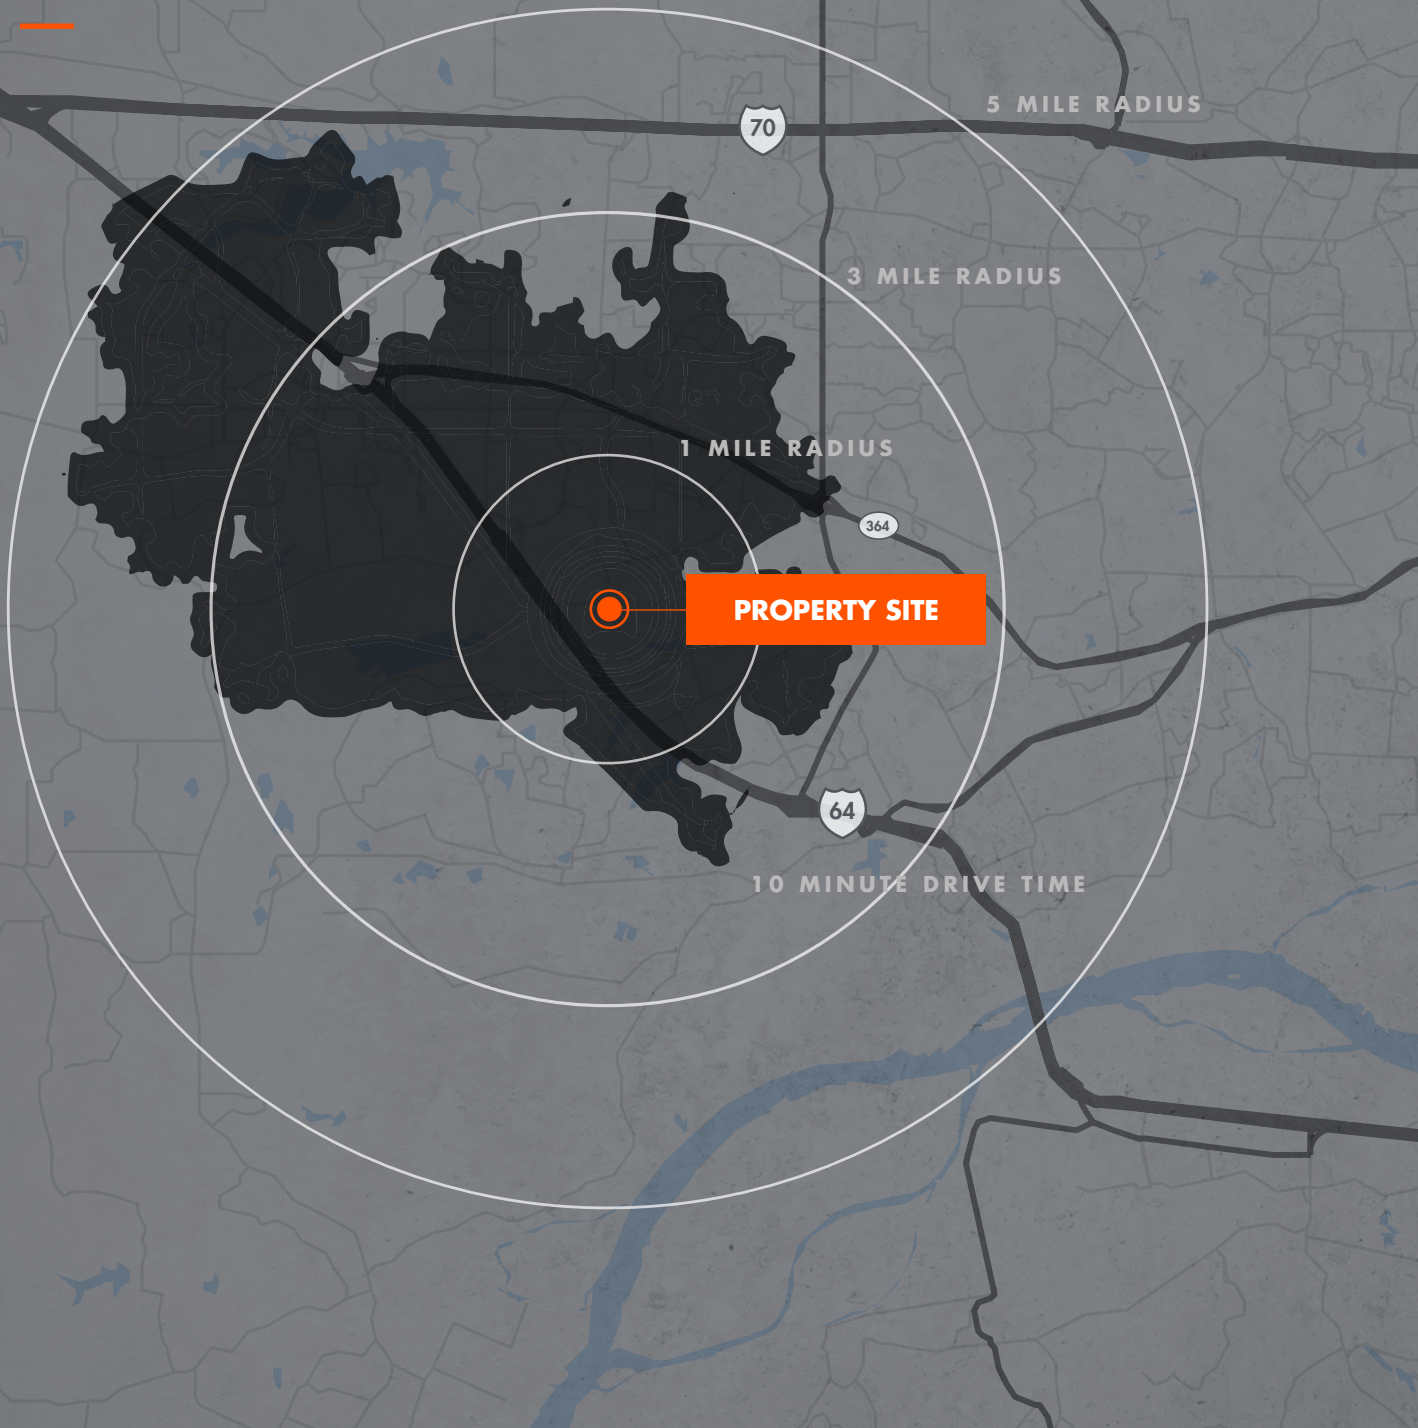 5 MILE RADIUS
70
3 MILE RADIUS
1 MILE RADIUS
364
PROPERTY SITE
64
10 MINUTE DRIVE TIME